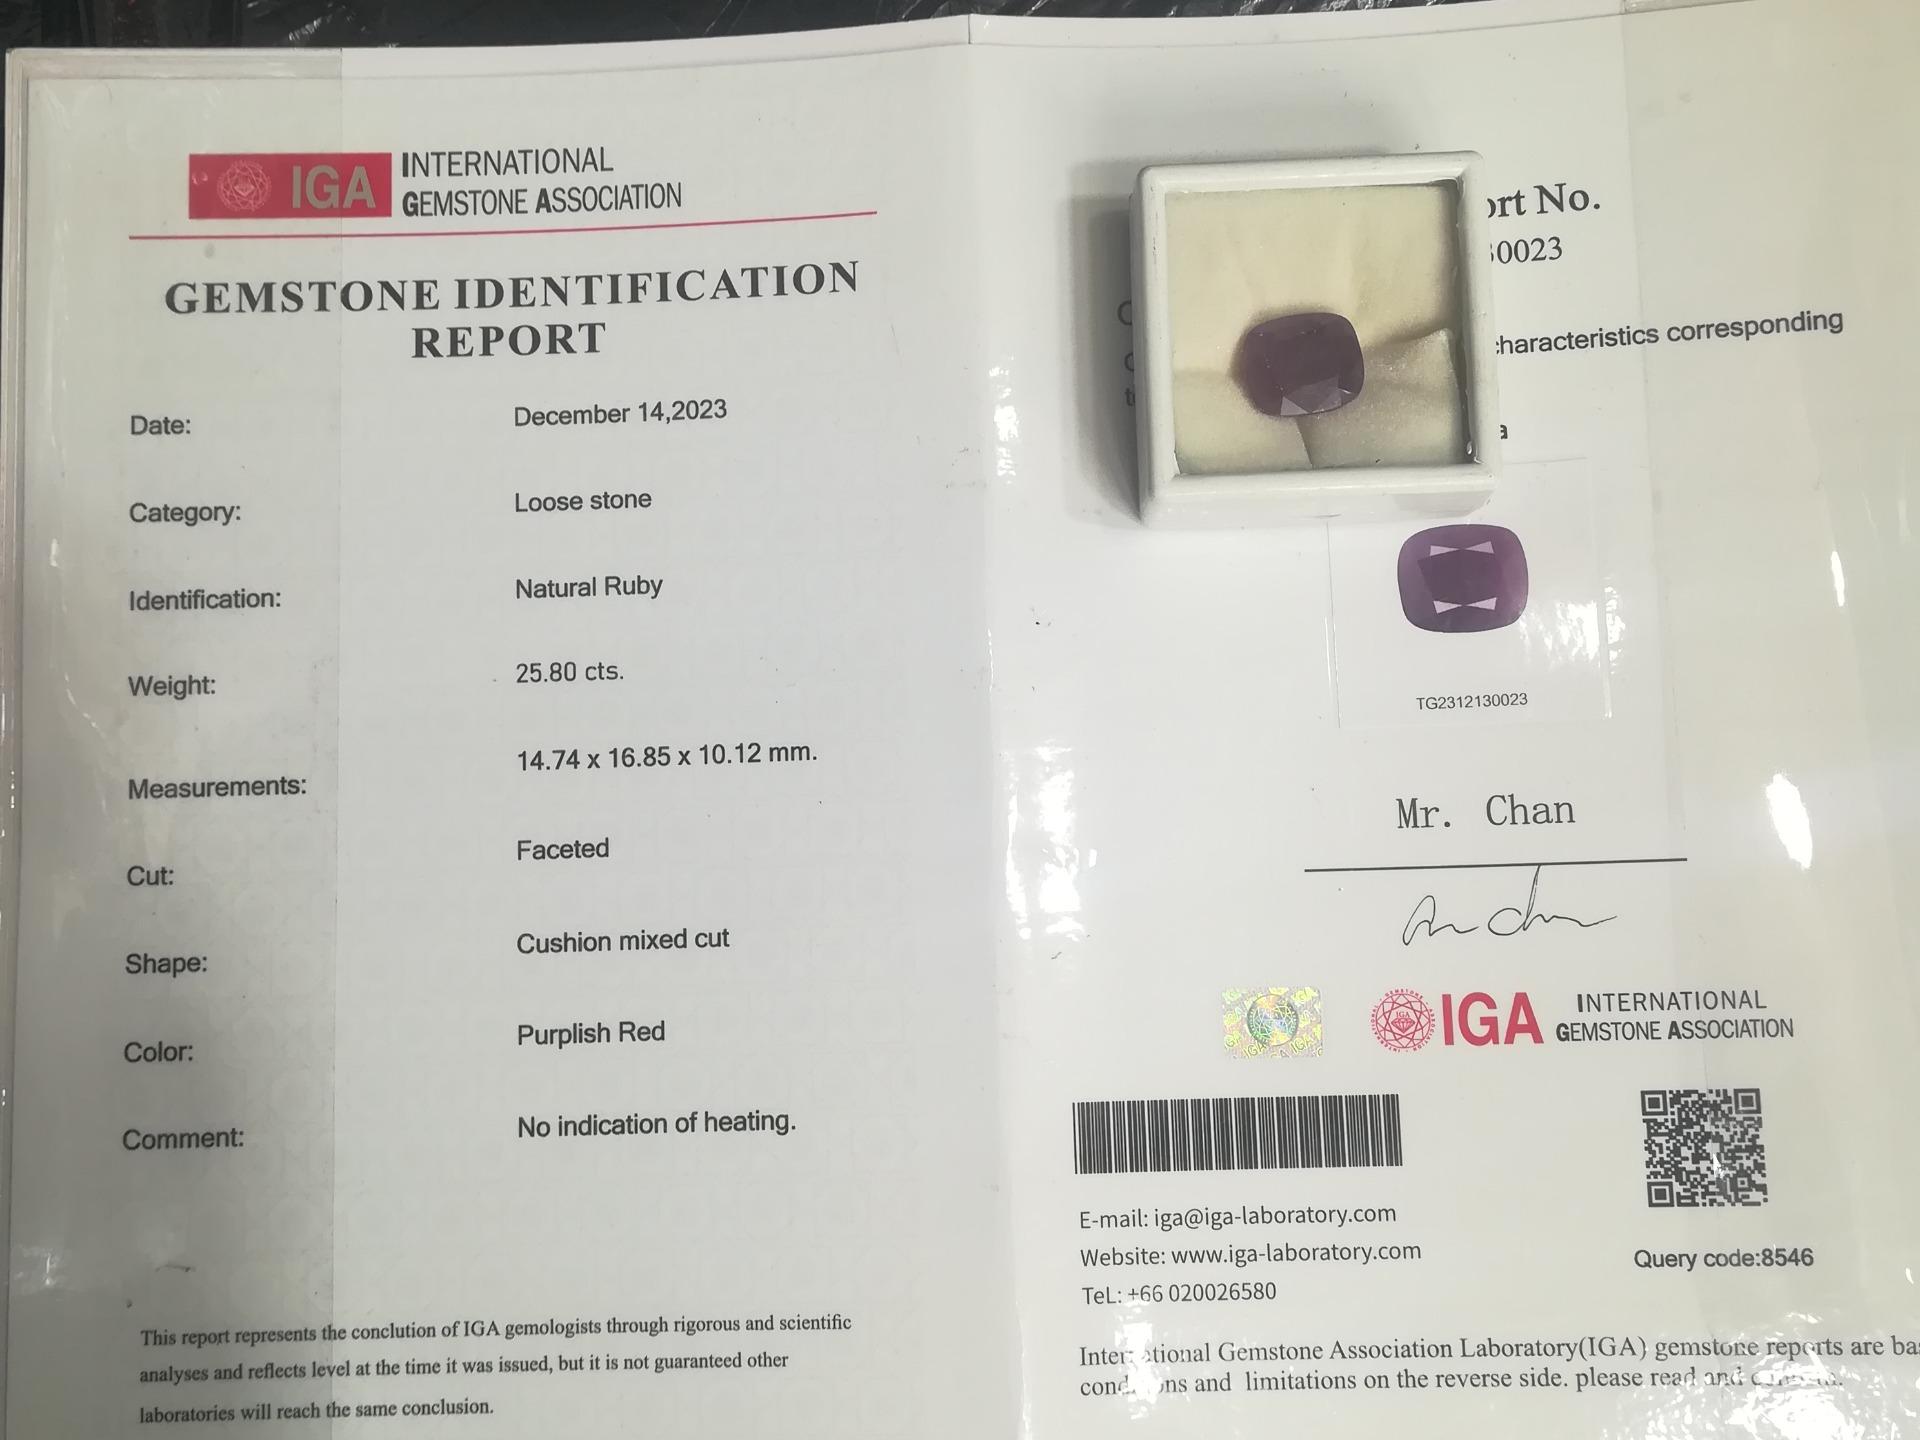 IGA INTERNATIONAL
GEMSTONE ASSOCIATION
GEMSTONE IDENTIFICATION
REPORT
Date: December 14,2023
Category: Loose stone
Identification: Natural Ruby
Weight: 25.80 cts.
Measurements: 14.74 x 16.85 x 10.12 mm.
Cut: Faceted
Shape: Cushion mixed cut
Color: Purplish Red
Comment: No indication of heating.
This report represents the conclution of IGA gemologists through rigorous and scientific
analyses and reflects level at the time it was issued, but it is not guaranteed other
laboratories will reach the same conclusion.
No.
0023
characteristics corresponding
TG2312130023
Mr. Chan
IGA INTERNATIONAL
GEMSTONE ASSOCIATION
E-mail: iga@iga-laboratory.com
Website: www.iga-laboratory.com
TeL: +66 020026580
Query code:8546
International Gemstone Association Laboratory(IGA) gemstone reports are
and limitations on the reverse side. please read and